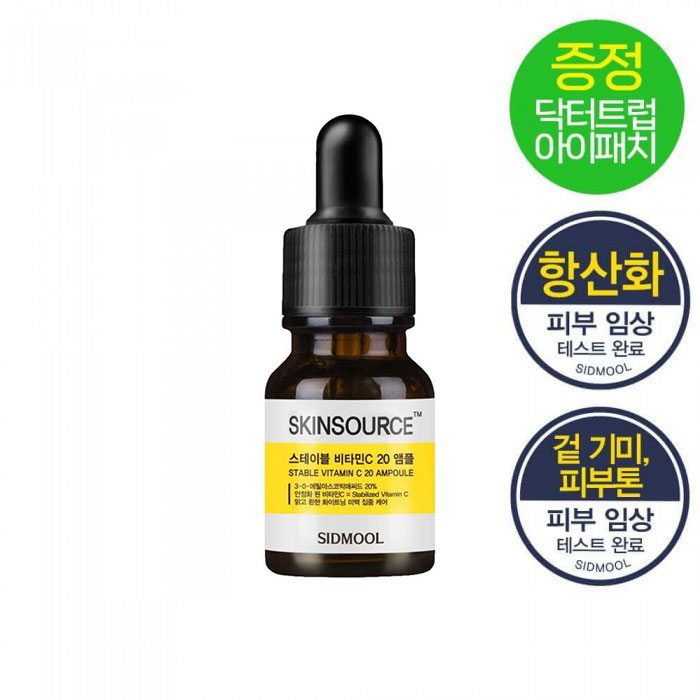 증정
닥터트럽
아이패치
항산화
피부 임상
테스트 완료
SIDMOOL
겉 기미,
피부톤
피부 임상
테스트 완료
SIDMOOL
SKINSOURCE™
스테이블 비타민C 20 앰플
STABLE VITAMIN C 20 AMPOULE
3-O-에틸아스코빅애씨드 20%
안정화 된 비타민C = Stabilized Vitamin C
맑고 환한 화이트닝 미백 집중 케어
SIDMOOL